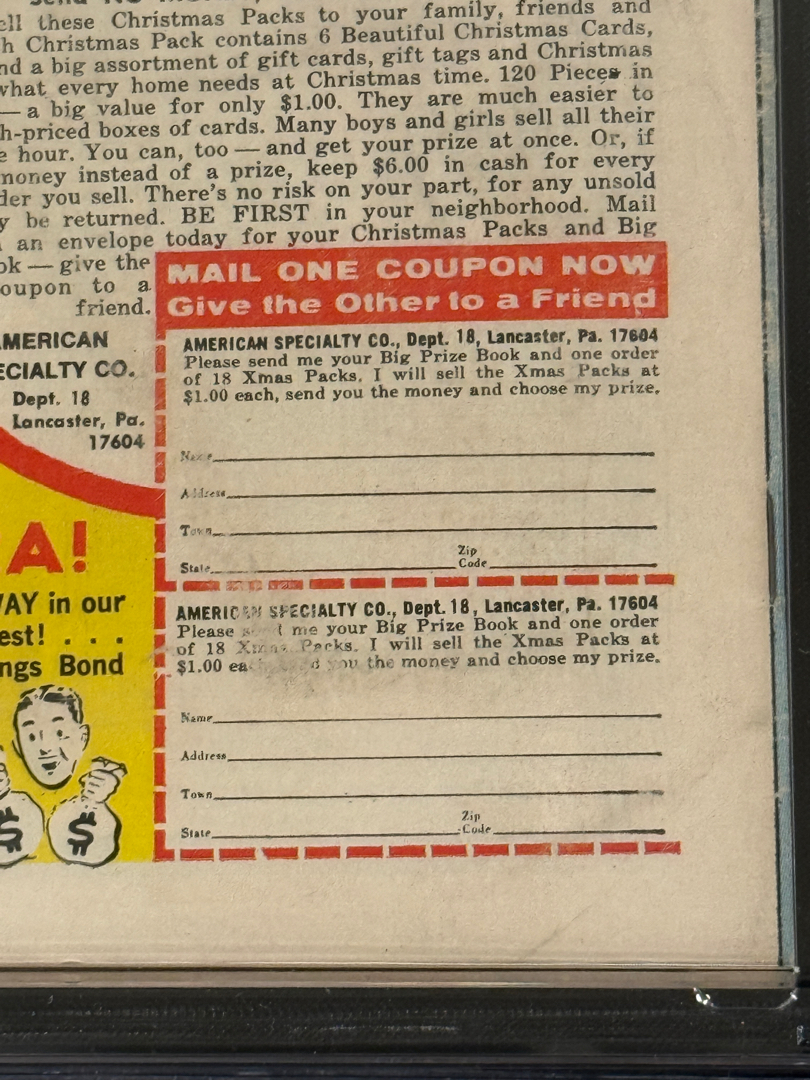 ell these Christmas Packs to your family, friends and
h Christmas Pack contains 6 Beautiful Christmas Cards,
nd a big assortment of gift cards, gift tags and Christmas
what every home needs at Christmas time. 120 Pieces in
— a big value for only $1.00. They are much easier to
h-priced boxes of cards. Many boys and girls sell all their
e hour. You can, too — and get your prize at once. Or, if
money instead of a prize, keep $6.00 in cash for every
der you sell. There's no risk on your part, for any unsold
y be returned. BE FIRST in your neighborhood. Mail
an envelope today for your Christmas Packs and Big
ok — give the
oupon to a
friend.
MERICAN
ECIALTY CO.
Dept. 18
Lancaster, Pa.
17604
A!
WAY in our
est! . . .
ngs Bond
$ $
MAIL ONE COUPON NOW
Give the Other to a Friend
AMERICAN SPECIALTY CO., Dept. 18, Lancaster, Pa. 17604
Please send me your Big Prize Book and one order
of 18 Xmas Packs. I will sell the Xmas Packs at
$1.00 each, send you the money and choose my prize.
Name
Address
Town
State Zip Code
AMERICAN SPECIALTY CO., Dept. 18, Lancaster, Pa. 17604
Please me your Big Prize Book and one order
of 18 Xmas Packs. I will sell the Xmas Packs at
$1.00 ea you the money and choose my prize.
Name
Address
Town
State Zip Code